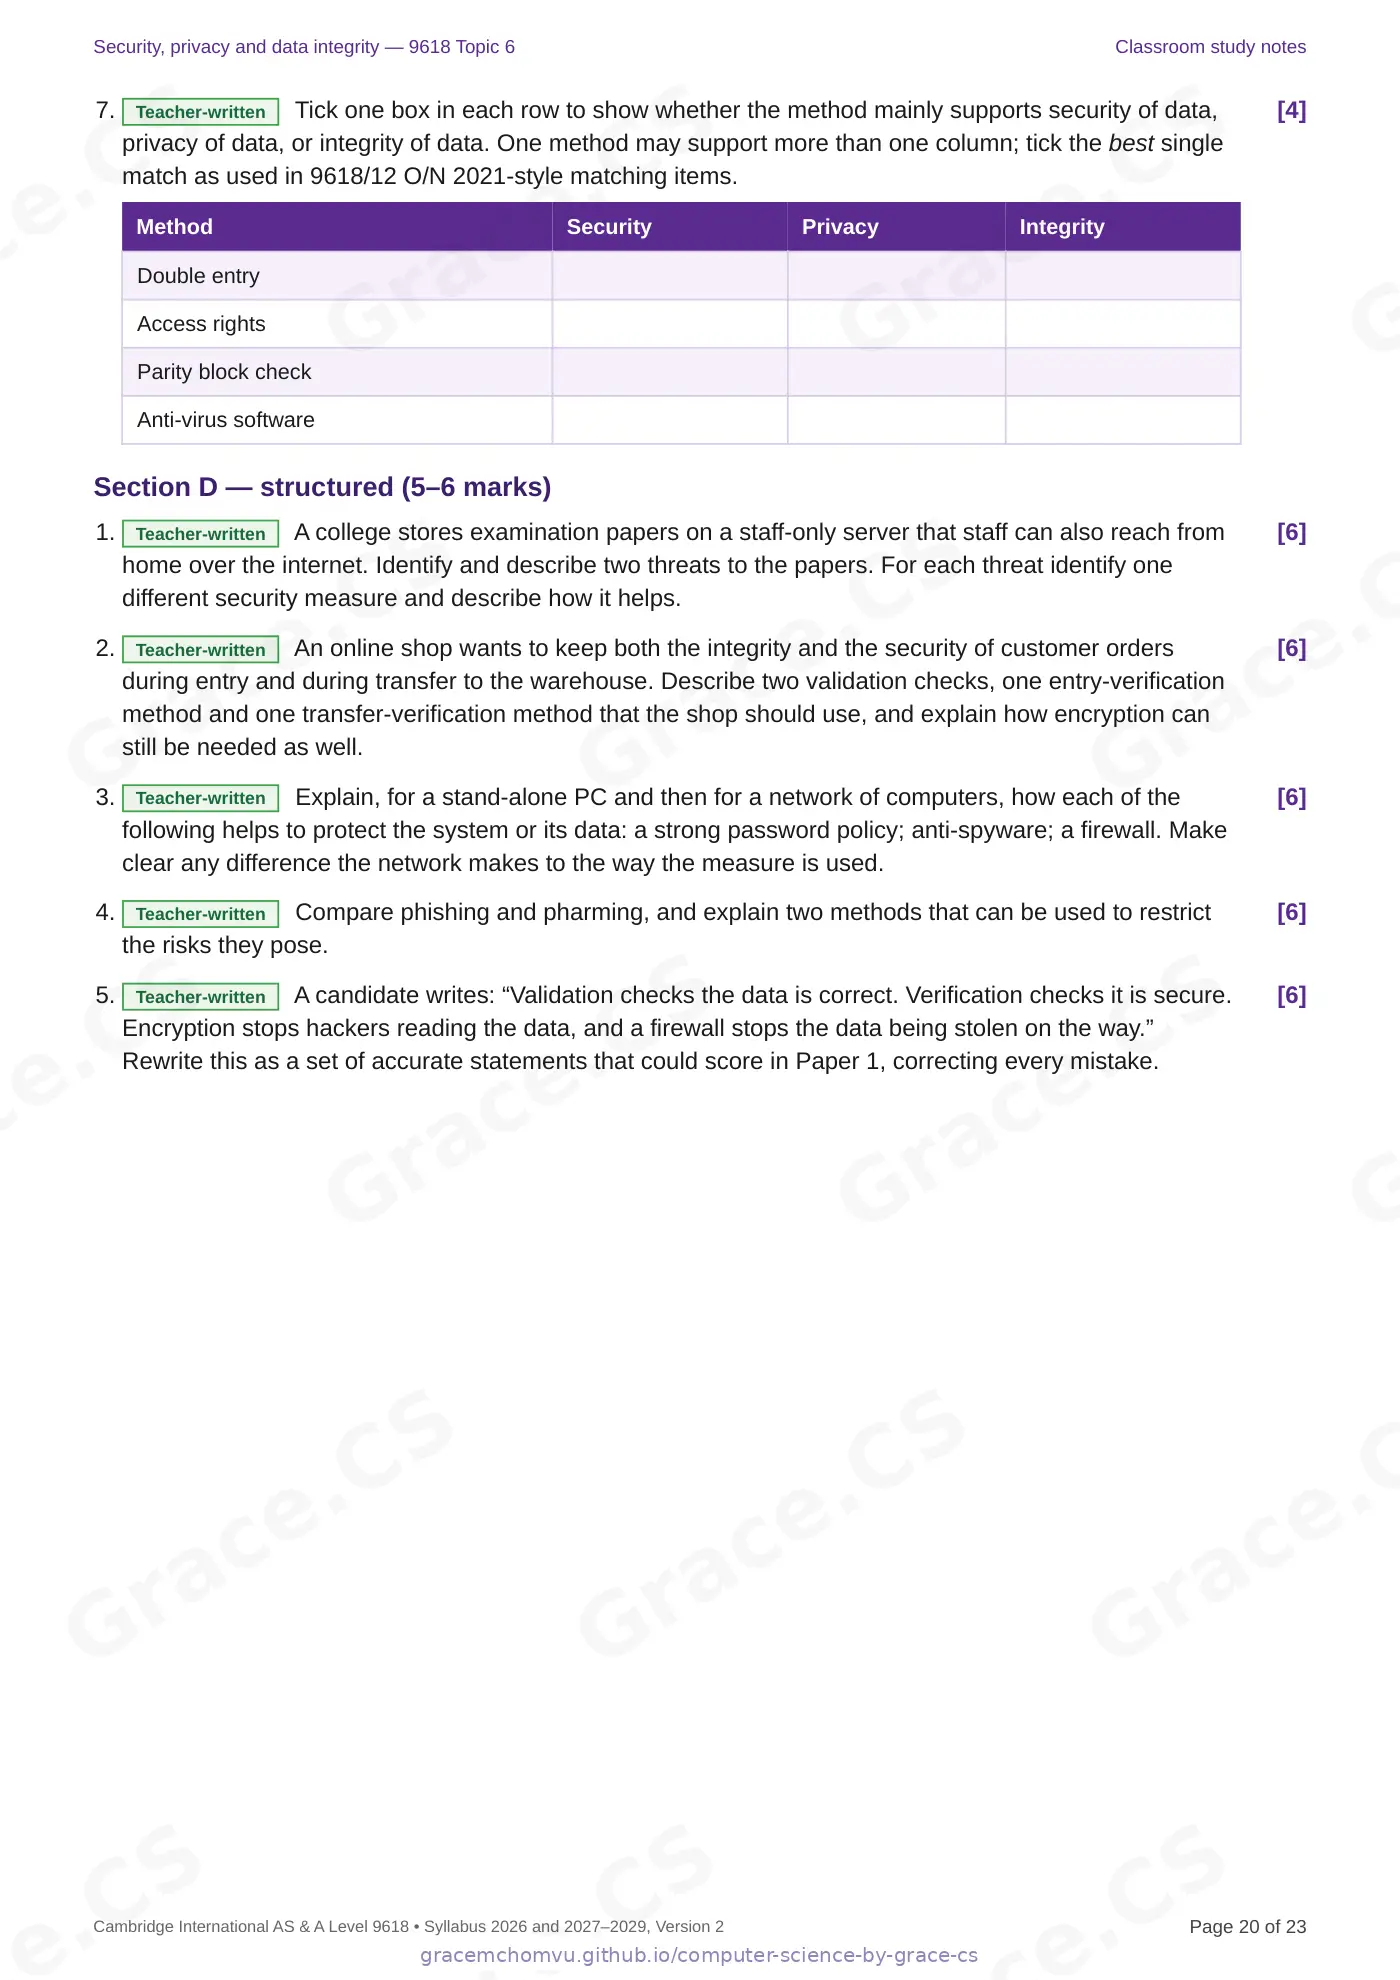 Security, privacy and data integrity — 9618 Topic 6
Classroom study notes
7. Teacher-written Tick one box in each row to show whether the method mainly supports security of data, [4]
privacy of data, or integrity of data. One method may support more than one column; tick the best single
match as used in 9618/12 O/N 2021-style matching items.
Method Security Privacy Integrity
Double entry
Access rights
Parity block check
Anti-virus software
Section D — structured (5–6 marks)
1. Teacher-written A college stores examination papers on a staff-only server that staff can also reach from [6]
home over the internet. Identify and describe two threats to the papers. For each threat identify one
different security measure and describe how it helps.
2. Teacher-written An online shop wants to keep both the integrity and the security of customer orders [6]
during entry and during transfer to the warehouse. Describe two validation checks, one entry-verification
method and one transfer-verification method that the shop should use, and explain how encryption can
still be needed as well.
3. Teacher-written Explain, for a stand-alone PC and then for a network of computers, how each of the [6]
following helps to protect the system or its data: a strong password policy; anti-spyware; a firewall. Make
clear any difference the network makes to the way the measure is used.
4. Teacher-written Compare phishing and pharming, and explain two methods that can be used to restrict [6]
the risks they pose.
5. Teacher-written A candidate writes: “Validation checks the data is correct. Verification checks it is secure. [6]
Encryption stops hackers reading the data, and a firewall stops the data being stolen on the way.”
Rewrite this as a set of accurate statements that could score in Paper 1, correcting every mistake.
Cambridge International AS & A Level 9618 • Syllabus 2026 and 2027–2029, Version 2
Page 20 of 23
gracemchomvu.github.io/computer-science-by-grace-cs
Grace.CS